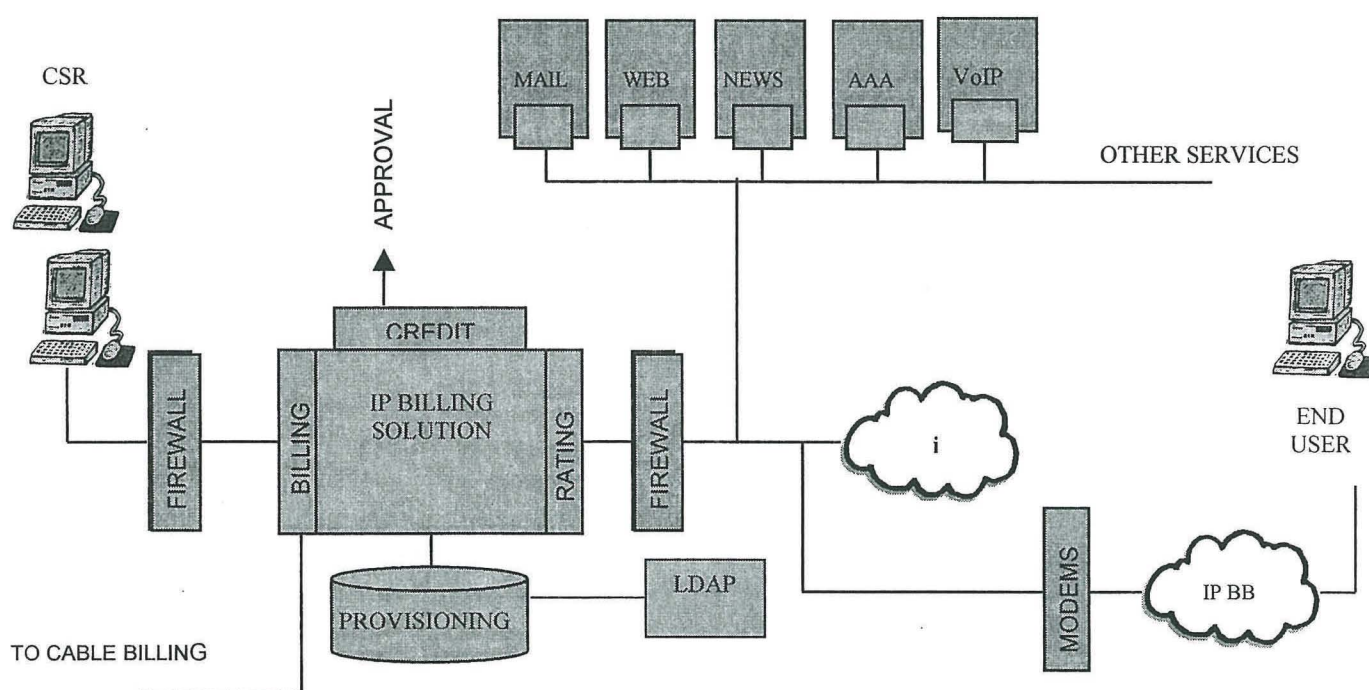 CSR
MAIL
WEB
NEWS
AAA
VoIP
OTHER SERVICES
APPROVAL
CREDIT
FIREWALL
BILLING
IP BILLING
SOLUTION
RATING
FIREWALL
i
END
USER
MODEMS
IP BB
PROVISIONING
LDAP
TO CABLE BILLING